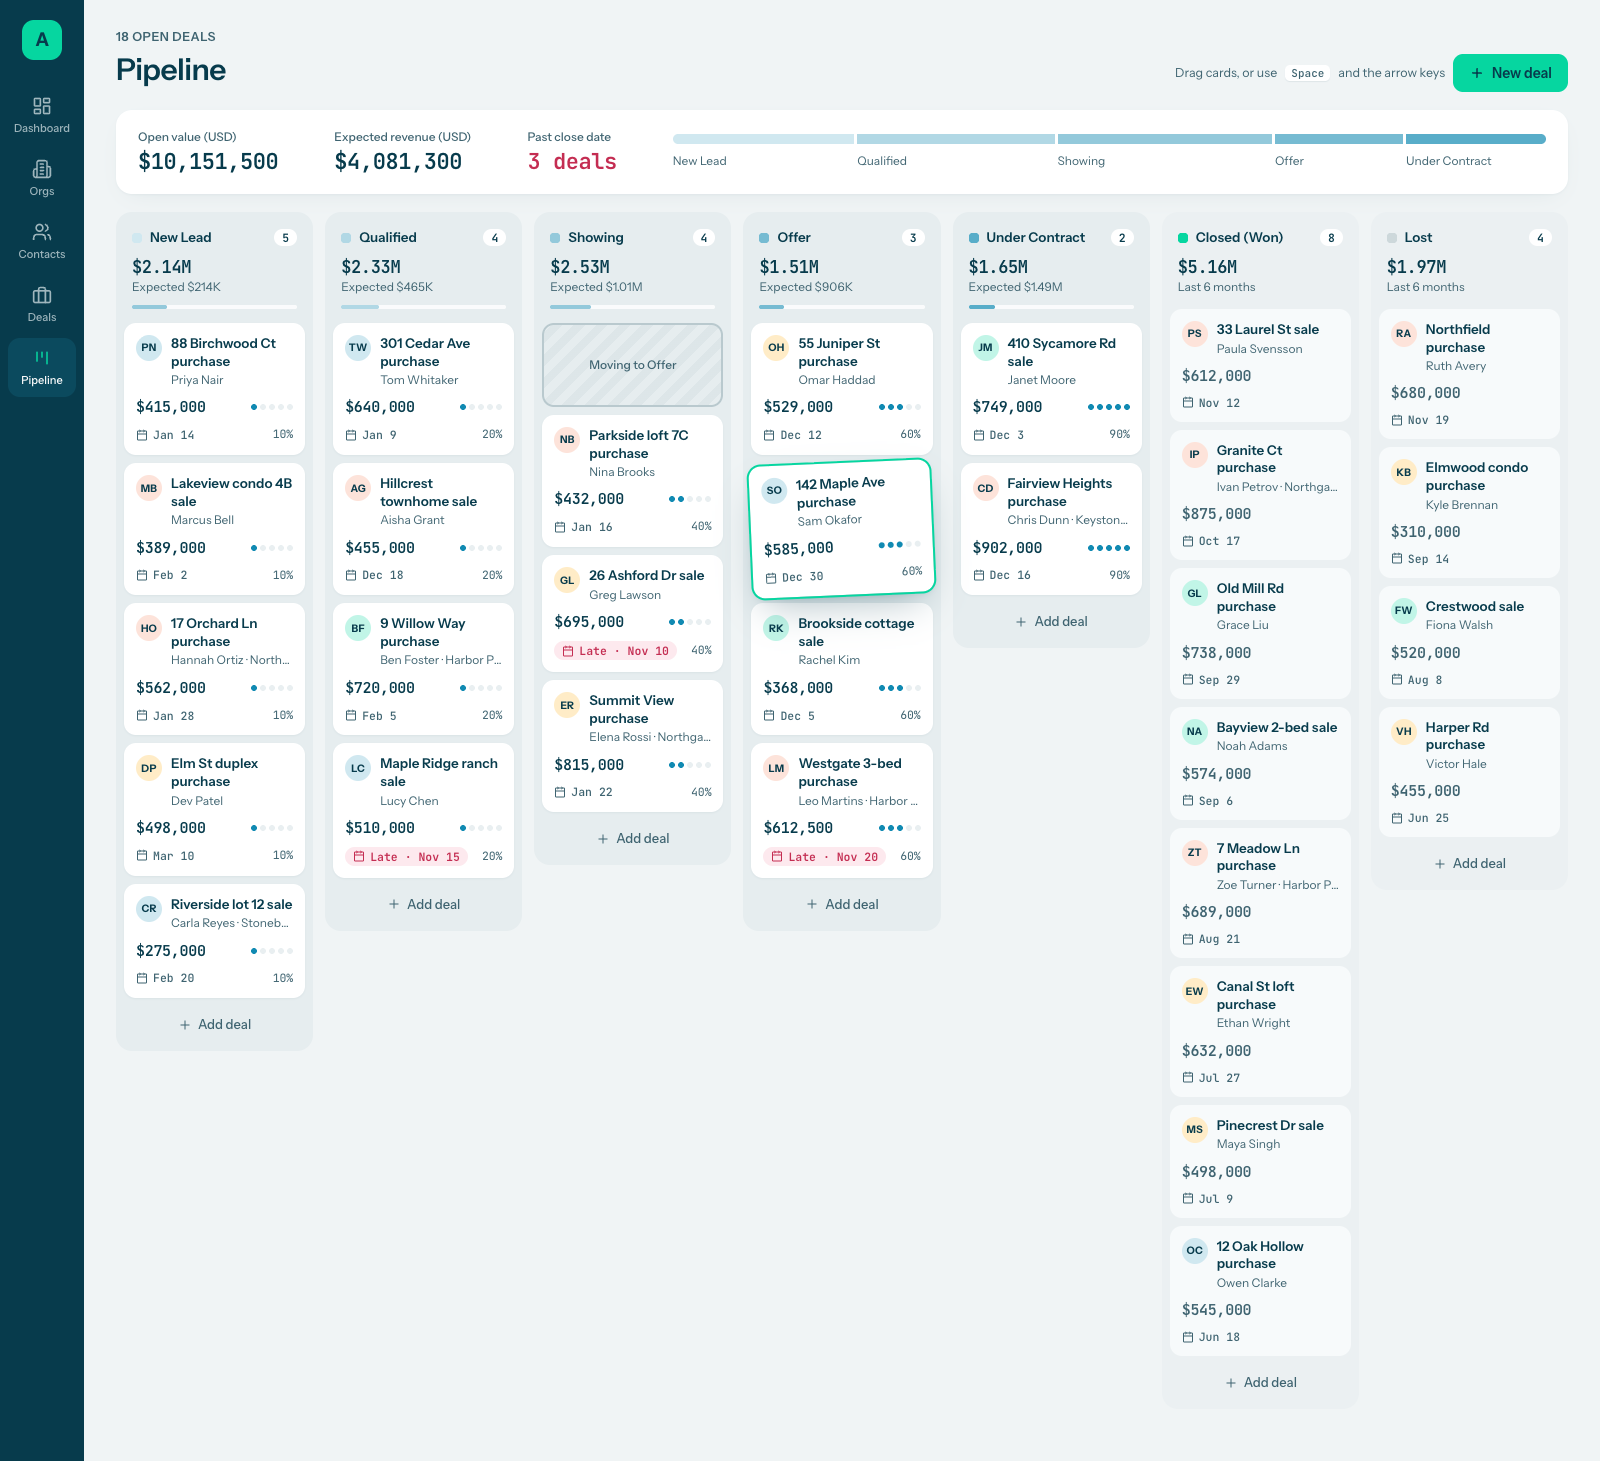 A
Dashboard
Orgs
Contacts
Deals
Pipeline
18 OPEN DEALS
Pipeline
Drag cards, or use Space and the arrow keys
+ New deal
Open value (USD)
$10,151,500
Expected revenue (USD)
$4,081,300
Past close date
3 deals
New Lead
Qualified
Showing
Offer
Under Contract
New Lead 5
$2.14M
Expected $214K
PN 88 Birchwood Ct
purchase
Priya Nair
$415,000
Jan 14 10%
MB Lakeview condo 4B
sale
Marcus Bell
$389,000
Feb 2 10%
HO 17 Orchard Ln
purchase
Hannah Ortiz · North…
$562,000
Jan 28 10%
DP Elm St duplex
purchase
Dev Patel
$498,000
Mar 10 10%
CR Riverside lot 12 sale
Carla Reyes · Stoneb…
$275,000
Feb 20 10%
+ Add deal
Qualified 4
$2.33M
Expected $465K
TW 301 Cedar Ave
purchase
Tom Whitaker
$640,000
Jan 9 20%
AG Hillcrest
townhome sale
Aisha Grant
$455,000
Dec 18 20%
BF 9 Willow Way
purchase
Ben Foster · Harbor P…
$720,000
Feb 5 20%
LC Maple Ridge ranch
sale
Lucy Chen
$510,000
Late · Nov 15 20%
+ Add deal
Showing 4
$2.53M
Expected $1.01M
Moving to Offer
NB Parkside loft 7C
purchase
Nina Brooks
$432,000
Jan 16 40%
GL 26 Ashford Dr sale
Greg Lawson
$695,000
Late · Nov 10 40%
ER Summit View
purchase
Elena Rossi · Northga…
$815,000
Jan 22 40%
+ Add deal
Offer 3
$1.51M
Expected $906K
OH 55 Juniper St
purchase
Omar Haddad
$529,000
Dec 12 60%
SO 142 Maple Ave
purchase
Sam Okafor
$585,000
Dec 30 60%
RK Brookside cottage
sale
Rachel Kim
$368,000
Dec 5 60%
LM Westgate 3-bed
purchase
Leo Martins · Harbor …
$612,500
Late · Nov 20 60%
+ Add deal
Under Contract 2
$1.65M
Expected $1.49M
JM 410 Sycamore Rd
sale
Janet Moore
$749,000
Dec 3 90%
CD Fairview Heights
purchase
Chris Dunn · Keyston…
$902,000
Dec 16 90%
+ Add deal
Closed (Won) 8
$5.16M
Last 6 months
PS 33 Laurel St sale
Paula Svensson
$612,000
Nov 12
IP Granite Ct
purchase
Ivan Petrov · Northga…
$875,000
Oct 17
GL Old Mill Rd
purchase
Grace Liu
$738,000
Sep 29
NA Bayview 2-bed sale
Noah Adams
$574,000
Sep 6
ZT 7 Meadow Ln
purchase
Zoe Turner · Harbor P…
$689,000
Aug 21
EW Canal St loft
purchase
Ethan Wright
$632,000
Jul 27
MS Pinecrest Dr sale
Maya Singh
$498,000
Jul 9
OC 12 Oak Hollow
purchase
Owen Clarke
$545,000
Jun 18
+ Add deal
Lost 4
$1.97M
Last 6 months
RA Northfield
purchase
Ruth Avery
$680,000
Nov 19
KB Elmwood condo
purchase
Kyle Brennan
$310,000
Sep 14
FW Crestwood sale
Fiona Walsh
$520,000
Aug 8
VH Harper Rd
purchase
Victor Hale
$455,000
Jun 25
+ Add deal